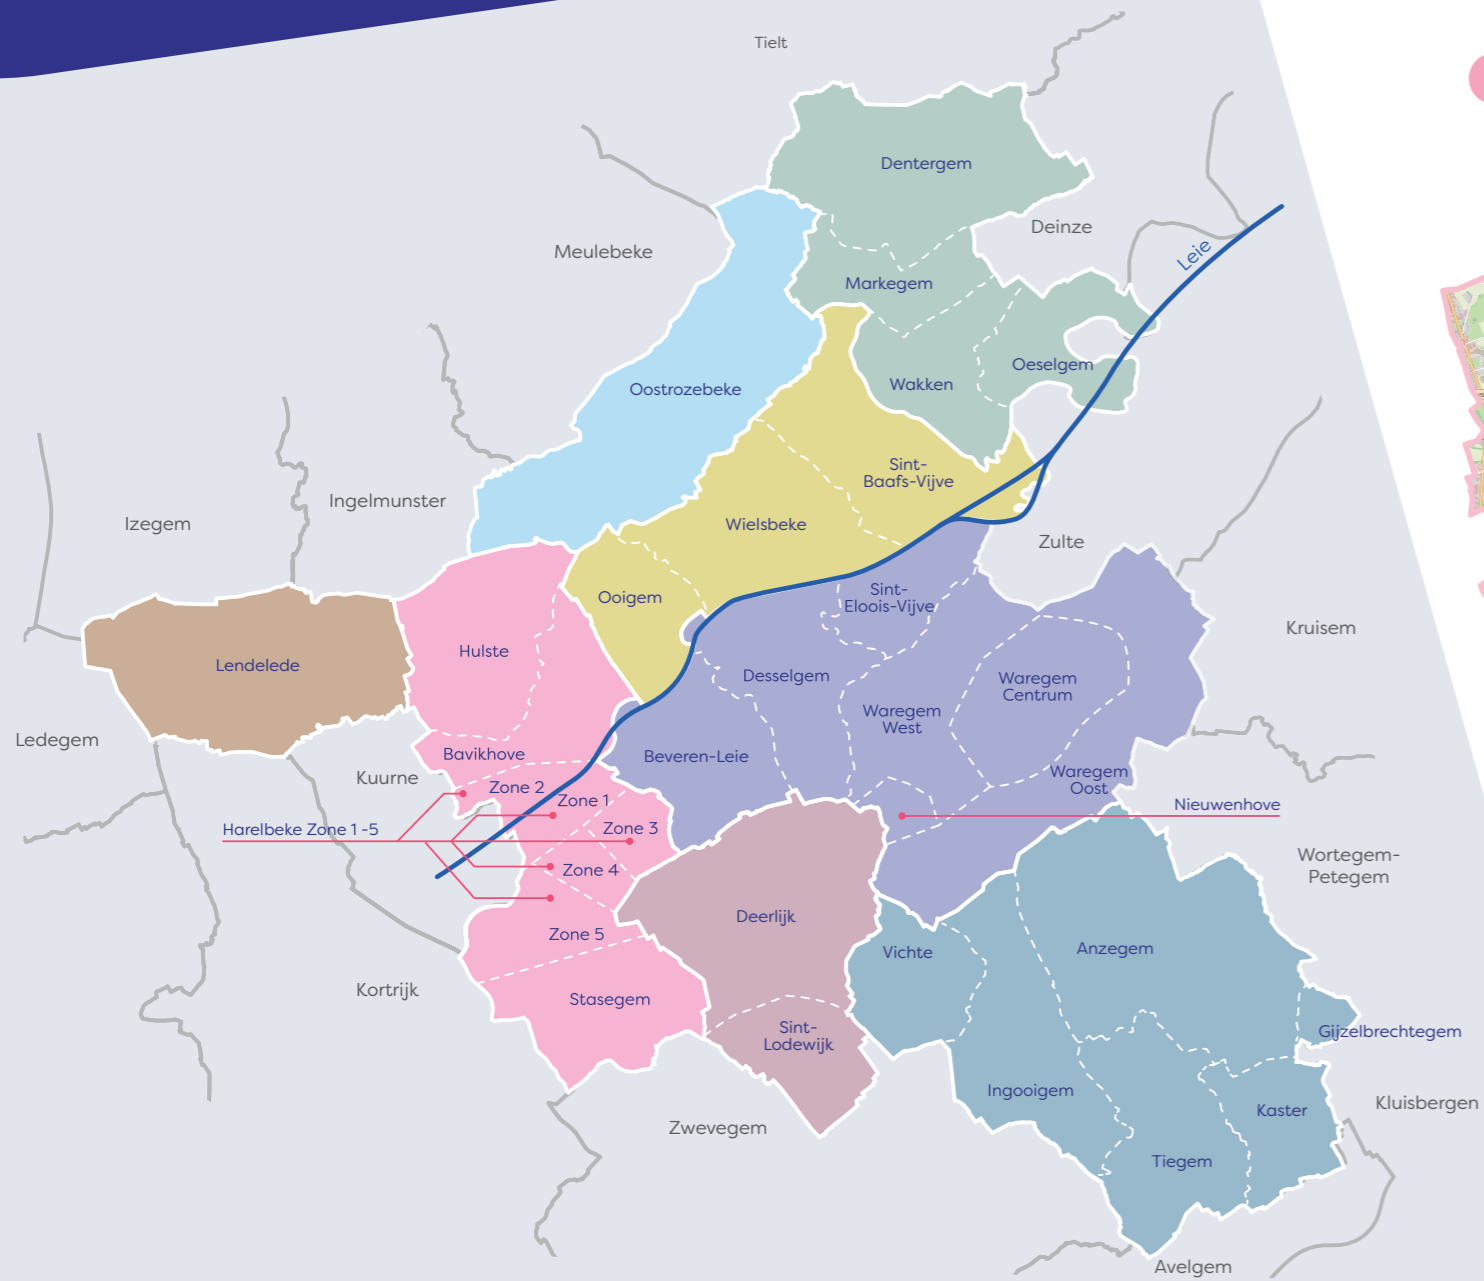 Tielt
Dentergem
Deinze
Leie
Meulebeke
Markegem
Oeselgem
Wakken
Oostrozebeke
Sint-
Baafs-Vijve
Ingelmunster
Izegem
Wielsbeke
Zulte
Ooigem
Sint-
Eloois-Vijve
Kruisem
Hulste
Lendelede
Desselgem
Waregem
Centrum
Waregem
West
Ledegem
Bavikhove
Beveren-Leie
Kuurne
Waregem
Oost
Zone 2
Zone 1
Nieuwenhove
Harelbeke Zone 1 -5
Zone 3
Zone 4
Wortegem-
Petegem
Deerlijk
Zone 5
Vichte
Anzegem
Kortrijk
Stasegem
Sint-
Lodewijk
Gijzelbrechtegem
Ingooigem
Kaster
Kluisbergen
Zwevegem
Tiegem
Avelgem